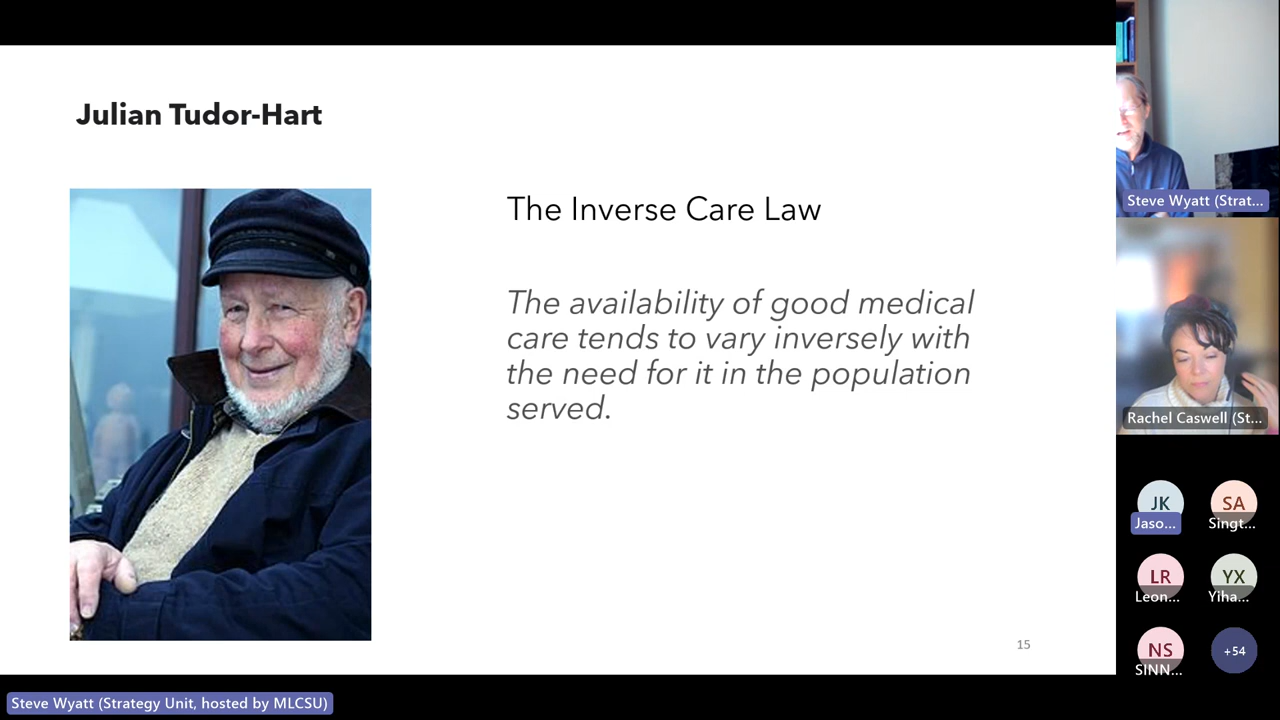 Julian Tudor-Hart
The Inverse Care Law
The availability of good medical
care tends to vary inversely with
the need for it in the population
served.
15
Steve Wyatt (Strat...
Rachel Caswell (St...
JK
SA
Jaso...
Singt...
LR
YX
Leon...
Yiha...
NS
+54
SINN...
Steve Wyatt (Strategy Unit, hosted by MLCSU)